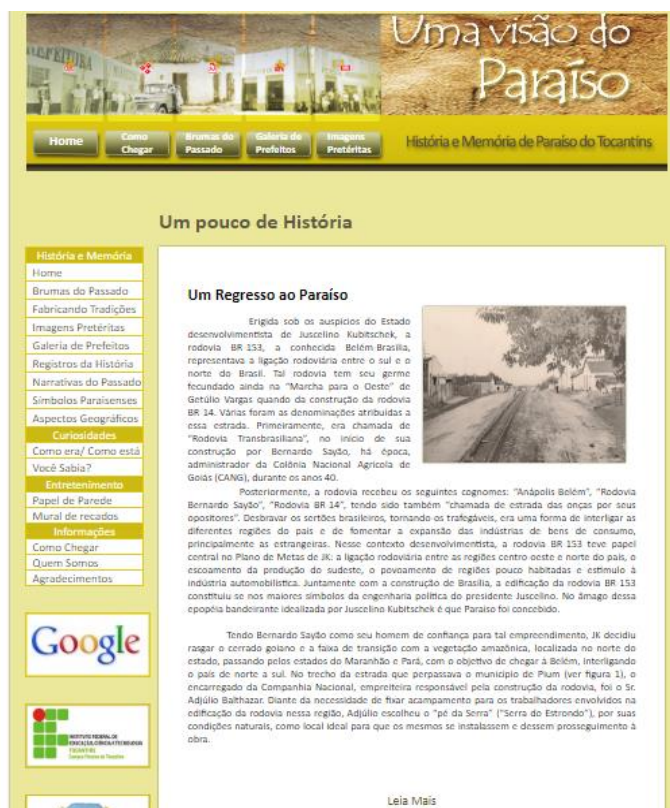 Uma visão do
Paraíso
Home
Como
Chegar
Brumas do
Passado
Galeria de
Prefeitos
Imagens
Pretéritas
História e Memória de Paraíso do Tocantins
Um pouco de História
História e Memória
Home
Brumas do Passado
Fabricando Tradições
Imagens Pretéritas
Galeria de Prefeitos
Registros da História
Narrativas do Passado
Símbolos Paraisenses
Aspectos Geográficos
Curiosidades
Como era/ Como está
Você Sabia?
Entretenimento
Papel de Parede
Mural de recados
Informações
Como Chegar
Quem Somos
Agradecimentos
Google
INSTITUTO FEDERAL DE
EDUCAÇÃO, CIÊNCIA E TECNOLOGIA
TOCANTINS
Campus Paraíso do Tocantins
Um Regresso ao Paraíso
Erigida sob os auspícios do Estado
desenvolvimentista de Juscelino Kubitschek, a
rodovia BR 153, a conhecida Belém-Brasília,
representava a ligação rodoviária entre o sul e o
norte do Brasil. Tal rodovia tem seu germe
fecundado ainda na "Marcha para o Oeste" de
Getúlio Vargas quando da construção da rodovia
BR 14. Várias foram as denominações atribuídas a
essa estrada. Primeiramente, era chamada de
"Rodovia Transbrasiliana", no início de sua
construção por Bernardo Sayão, há época,
administrador da Colônia Nacional Agrícola de
Goiás (CANG), durante os anos 40.
Posteriormente, a rodovia recebeu os seguintes cognomes: "Anápolis Belém", "Rodovia
Bernardo Sayão", "Rodovia BR 14", tendo sido também "chamada de estrada das onças por seus
opositores". Desbravar os sertões brasileiros, tornando os trafegáveis, era uma forma de interligar as
diferentes regiões do país e de fomentar a expansão das indústrias de bens de consumo,
principalmente as estrangeiras. Nesse contexto desenvolvimentista, a rodovia BR 153 teve papel
central no Plano de Metas de JK: a ligação rodoviária entre as regiões centro oeste e norte do país, o
escoamento da produção do sudeste, o povoamento de regiões pouco habitadas e estímulo à
indústria automobilística. Juntamente com a construção de Brasília, a edificação da rodovia BR 153
constituiu se nos maiores símbolos da engenharia política do presidente Juscelino. No âmago dessa
epopéia bandeirante idealizada por Juscelino Kubitschek é que Paraíso foi concebido.
Tendo Bernardo Sayão como seu homem de confiança para tal empreendimento, JK decidiu
rasgar o cerrado goiano e a faixa de transição com a vegetação amazônica, localizada no norte do
estado, passando pelos estados do Maranhão e Pará, com o objetivo de chegar à Belém, interligando
o país de norte a sul. No trecho da estrada que perpassava o município de Pium (ver figura 1), o
encarregado da Companhia Nacional, empreiteira responsável pela construção da rodovia, foi o Sr.
Adjúlio Balthazar. Diante da necessidade de fixar acampamento para os trabalhadores envolvidos na
edificação da rodovia nessa região, Adjúlio escolheu o "pé da Serra" ("Serra do Estrondo"), por suas
condições naturais, como local ideal para que os mesmos se instalassem e dessem prosseguimento à
obra.
Leia Mais